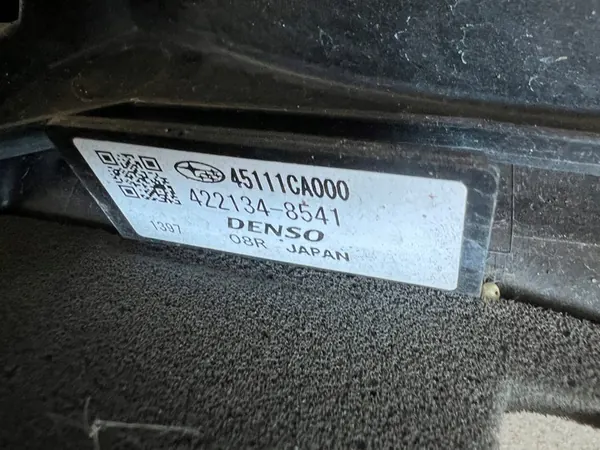 45111CA000
422134-8541
DENSO
1397 08R JAPAN